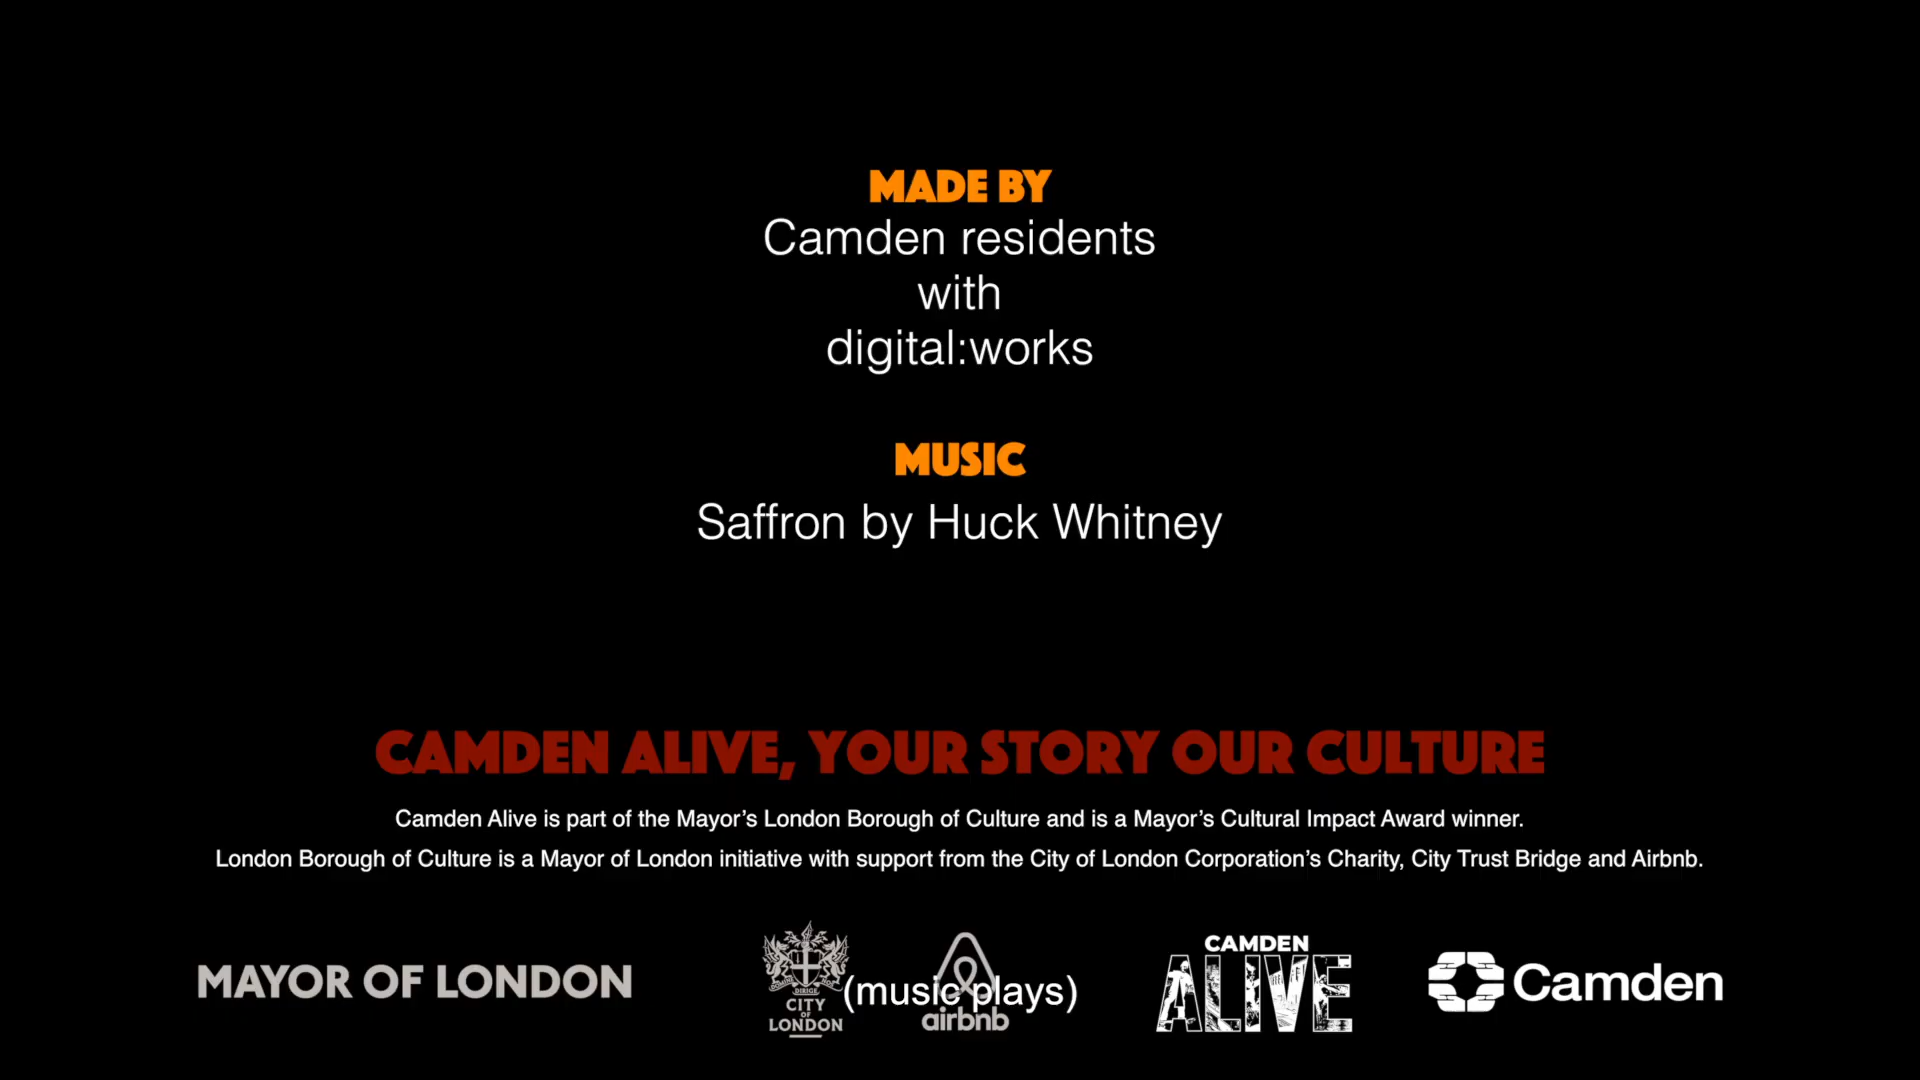 MADE BY
Camden residents
with
digital:works
MUSIC
Saffron by Huck Whitney
CAMDEN ALIVE, YOUR STORY OUR CULTURE
Camden Alive is part of the Mayor’s London Borough of Culture and is a Mayor’s Cultural Impact Award winner.
London Borough of Culture is a Mayor of London initiative with support from the City of London Corporation’s Charity, City Trust Bridge and Airbnb.
MAYOR OF LONDON
DOMINE DIRIGE NOS
CITY
OF
LONDON
(music plays)
airbnb
CAMDEN
ALIVE
Camden